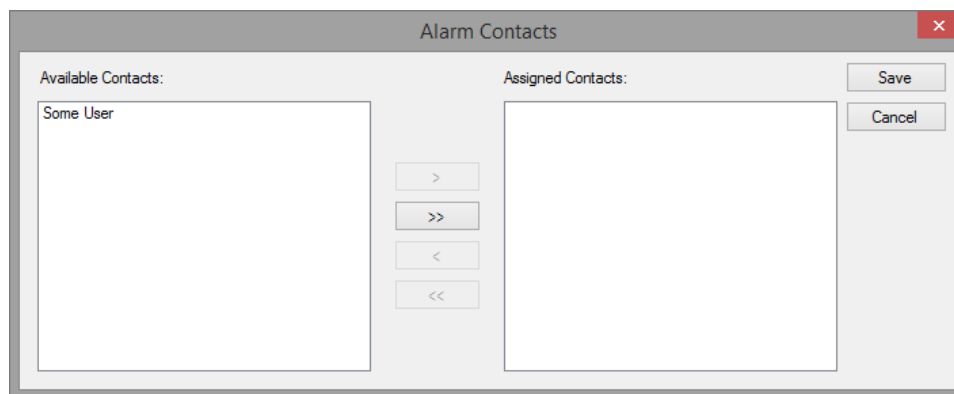 Alarm Contacts
×
Available Contacts:
Assigned Contacts:
Save
Some User
Cancel
>
>>
<
<<